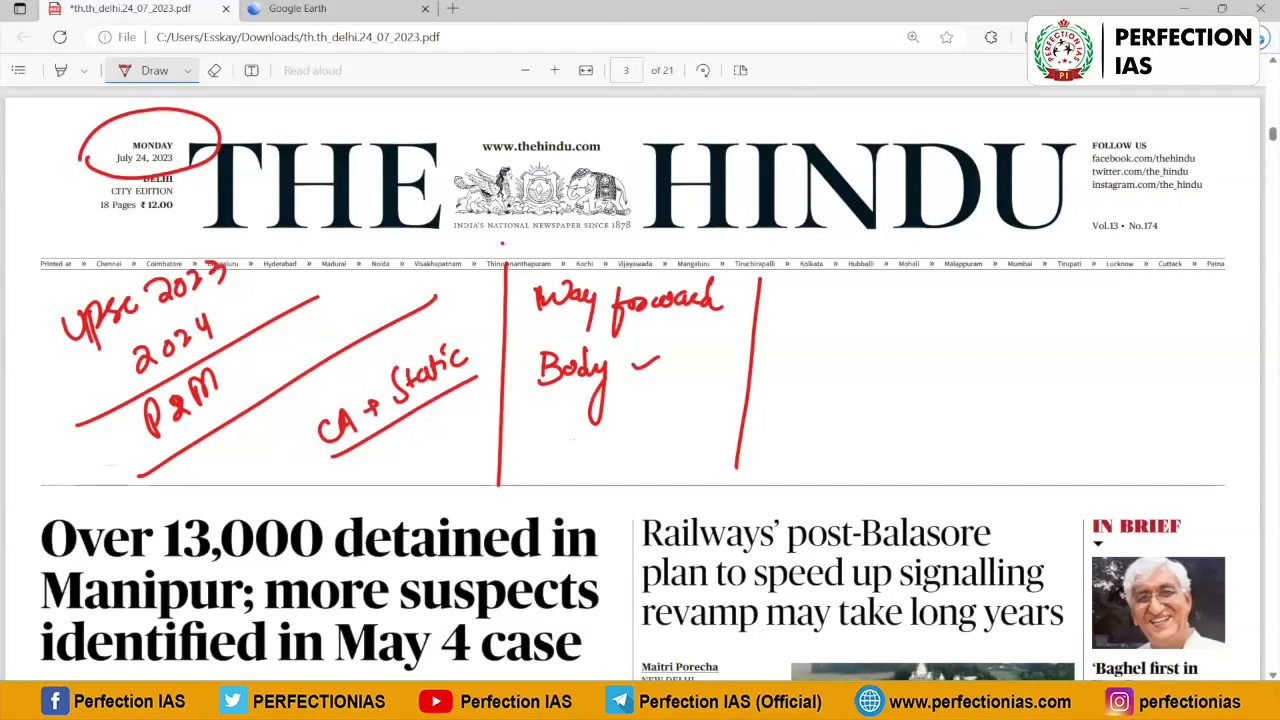 *th.th_delhi.24_07_2023.pdf
Google Earth
File
C:/Users/Esskay/Downloads/th.th_delhi.24_07_2023.pdf
Draw
Read aloud
3 of 21
PERFECTION
IAS
PERFECTION IAS
PI
MONDAY
July 24, 2023
DELHI
CITY EDITION
18 Pages ₹ 12.00
THE HINDU
www.thehindu.com
INDIA'S NATIONAL NEWSPAPER SINCE 1878
FOLLOW US
facebook.com/thehindu
twitter.com/the_hindu
instagram.com/the_hindu
Vol.13 • No.174
Printed at » Chennai » Coimbatore » Bengaluru » Hyderabad » Madurai » Noida » Visakhapatnam » Thiruvananthapuram » Kochi » Vijayawada » Mangaluru » Tiruchirapalli » Kolkata » Hubballi » Mohali » Malappuram » Mumbai » Tirupati » Lucknow » Cuttack » Patna
UPSC 2023
2024
P&M
CA + Static
Way forward
Body
Over 13,000 detained in
Manipur; more suspects
identified in May 4 case
Railways' post-Balasore
plan to speed up signalling
revamp may take long years
Maitri Porecha
NEW DELHI
IN BRIEF
'Baghel first in
Perfection IAS
PERFECTIONIAS
Perfection IAS
Perfection IAS (Official)
www.perfectionias.com
perfectionias